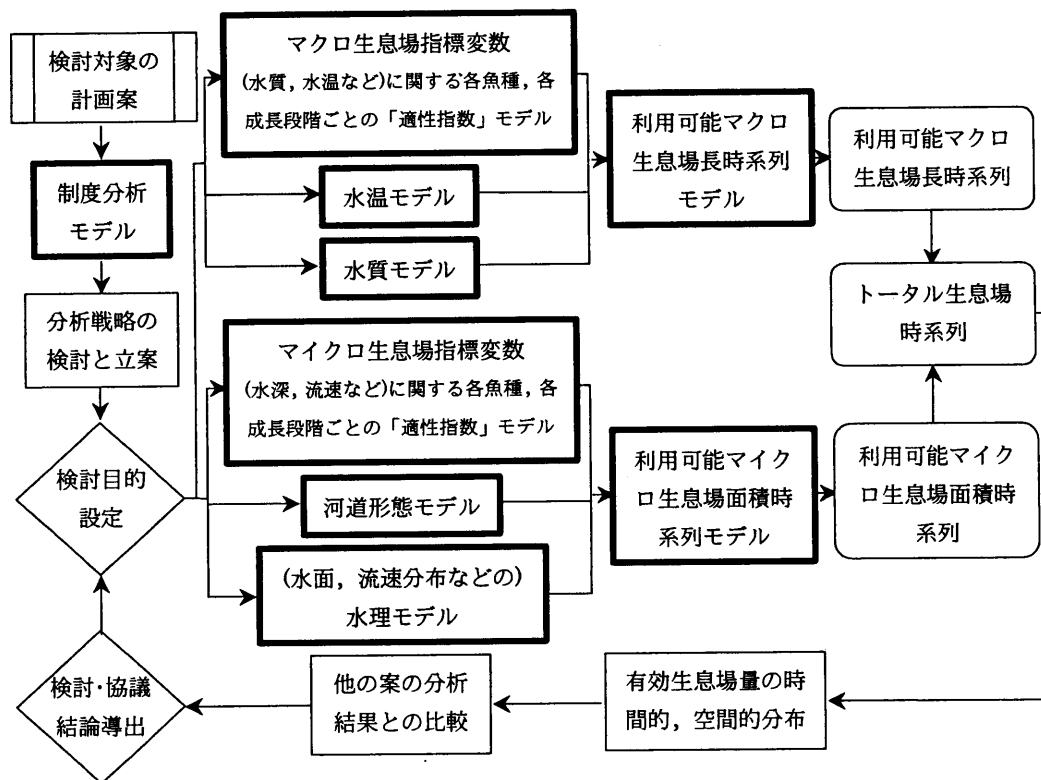 検討対象の
計画案
制度分析
モデル
分析戦略の
検討と立案
検討目的
設定
マクロ生息場指標変数
(水質, 水温など)に関する各魚種, 各
成長段階ごとの「適性指数」モデル
水温モデル
水質モデル
利用可能マクロ
生息場長時系列
モデル
利用可能マクロ
生息場長時系列
トータル生息場
時系列
マイクロ生息場指標変数
(水深, 流速など)に関する各魚種, 各
成長段階ごとの「適性指数」モデル
河道形態モデル
(水面, 流速分布などの)
水理モデル
利用可能マイク
ロ生息場面積時
系列モデル
利用可能マイク
ロ生息場面積時
系列
有効生息場量の時
間的, 空間的分布
他の案の分析
結果との比較
検討・協議
結論導出